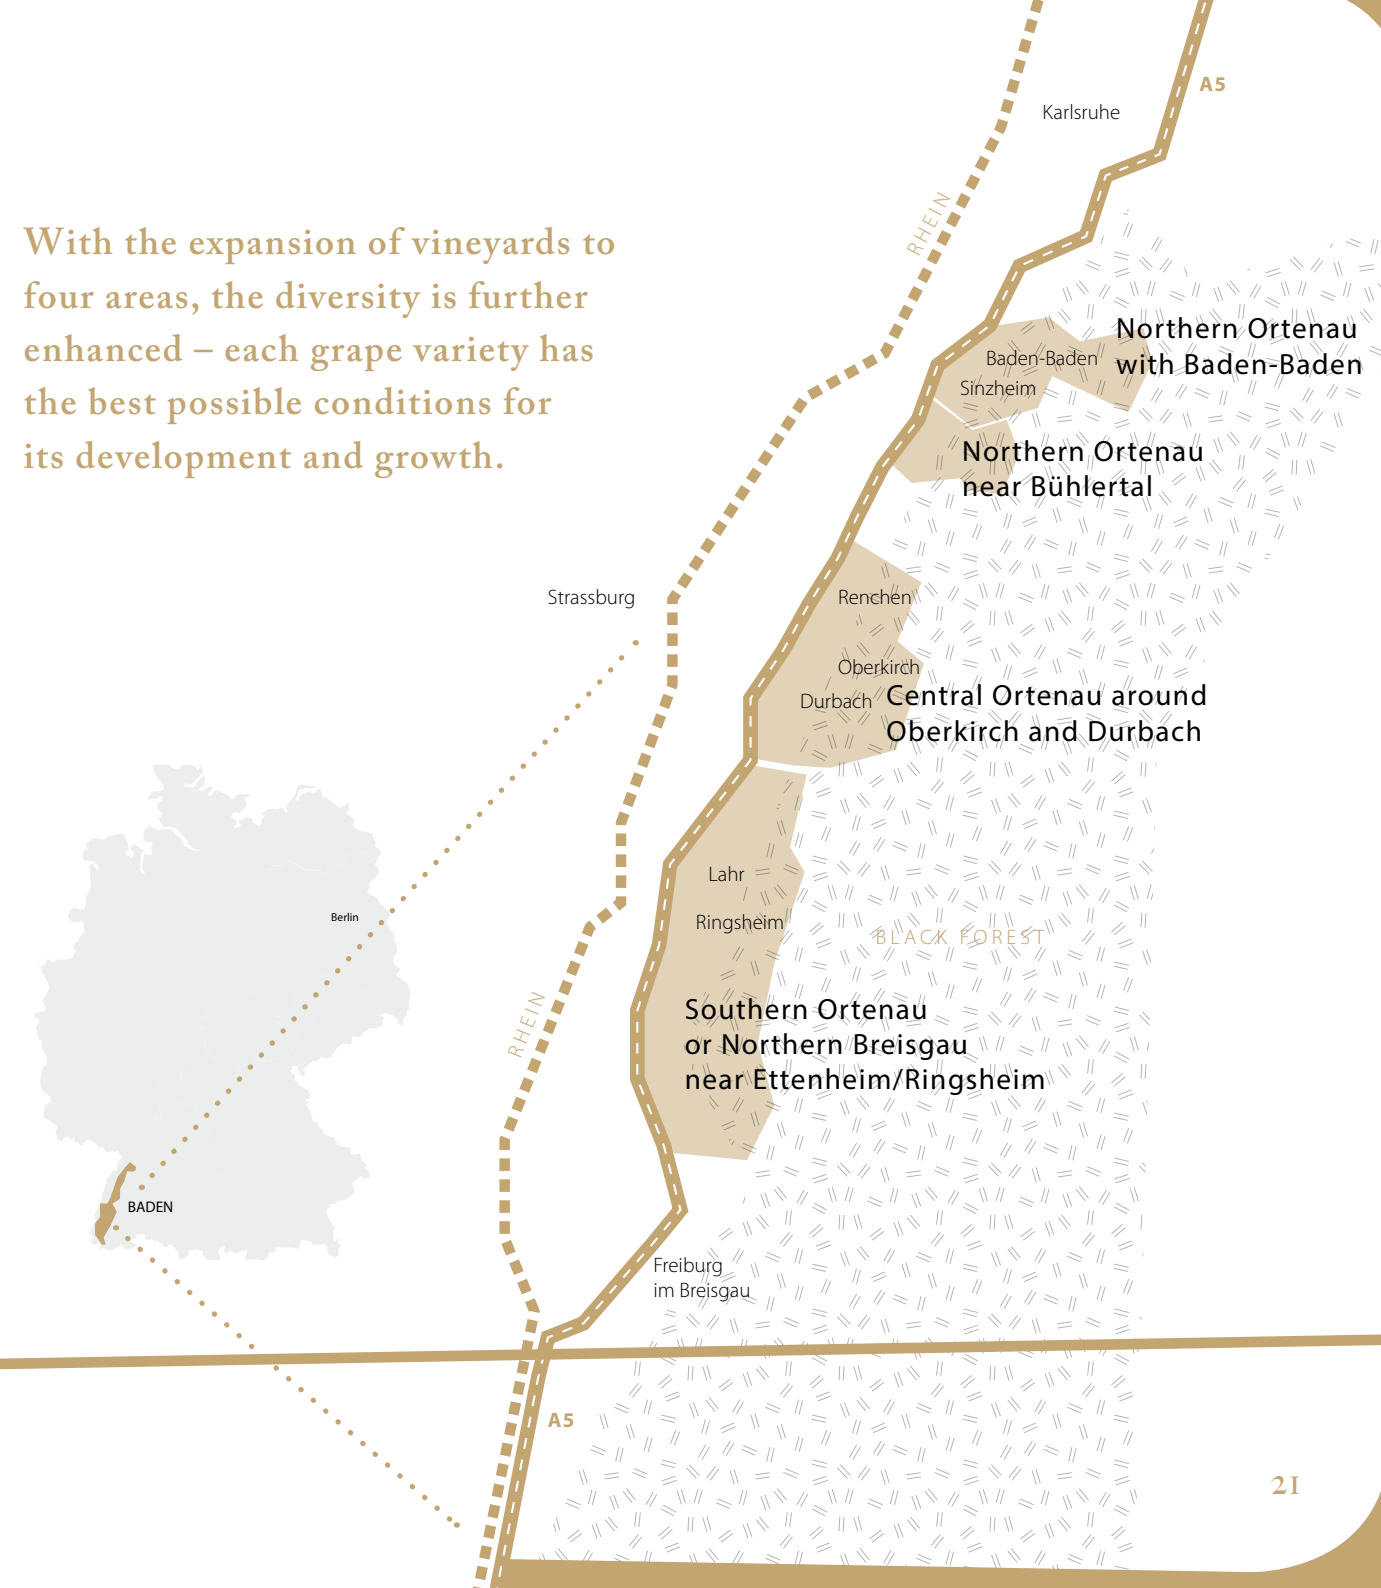 A5
Karlsruhe
RHEIN
With the expansion of vineyards to
four areas, the diversity is further
enhanced – each grape variety has
the best possible conditions for
its development and growth.
Northern Ortenau
with Baden-Baden
Baden-Baden
Sinzheim
Northern Ortenau
near Bühlertal
Strassburg
Renchen
Oberkirch
Durbach
Central Ortenau around
Oberkirch and Durbach
Lahr
Ringsheim
Berlin
BLACK FOREST
RHEIN
Southern Ortenau
or Northern Breisgau
near Ettenheim/Ringsheim
BADEN
Freiburg
im Breisgau
A5
21